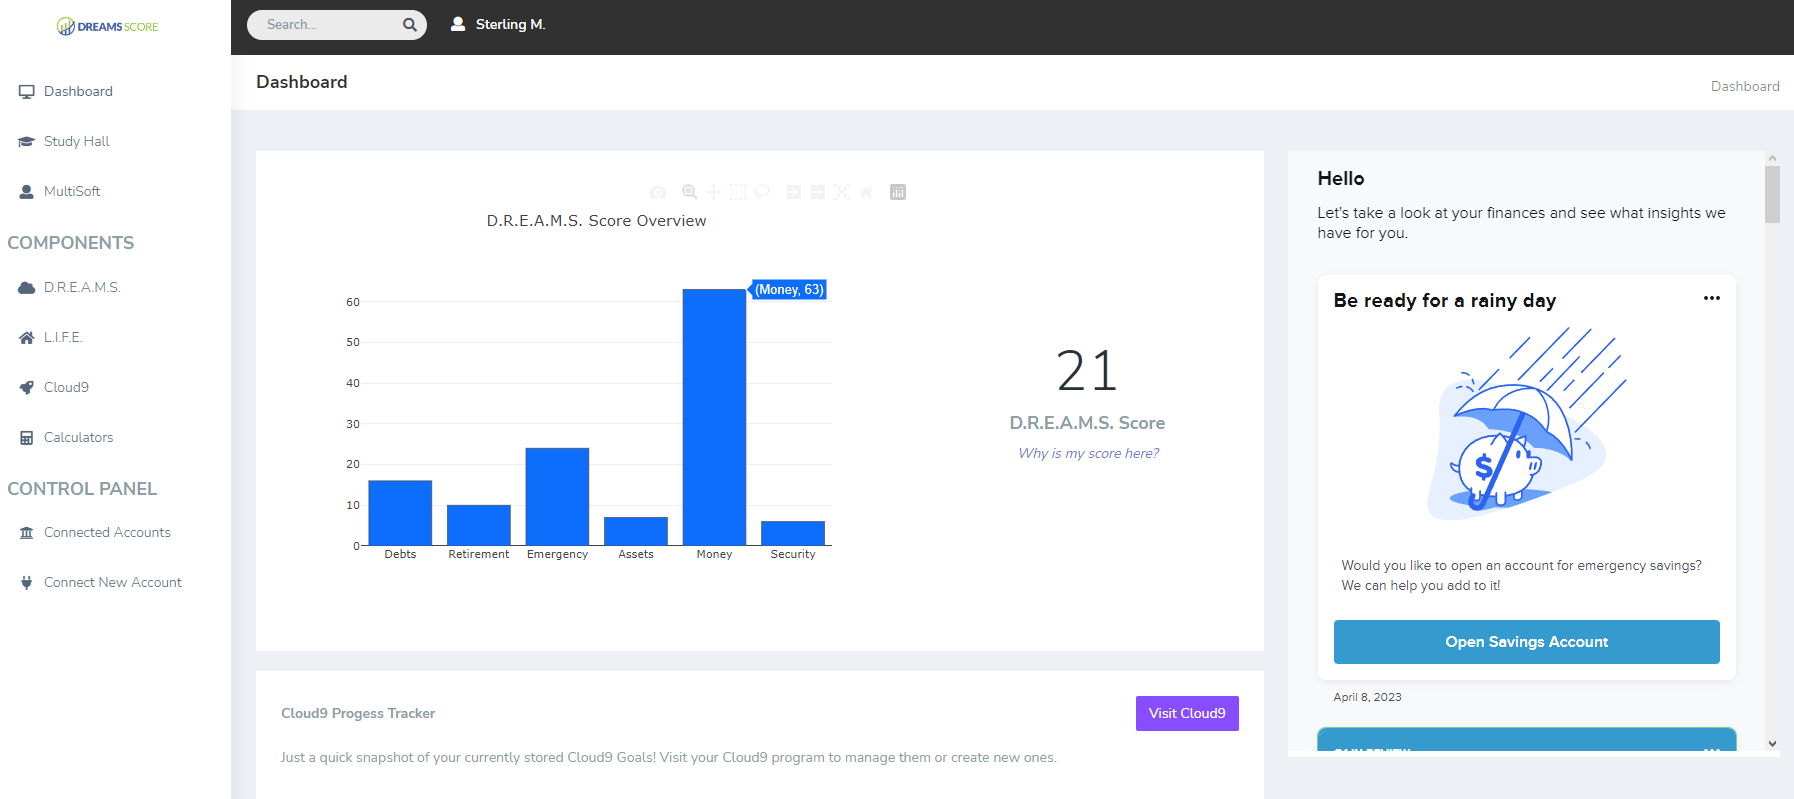 DREAMS SCORE
Search...
Sterling M.
Dashboard
Study Hall
MultiSoft
COMPONENTS
D.R.E.A.M.S.
L.I.F.E.
Cloud9
Calculators
CONTROL PANEL
Connected Accounts
Connect New Account
Dashboard
Dashboard
D.R.E.A.M.S. Score Overview
(Money, 63)
60
50
40
30
20
10
0
Debts
Retirement
Emergency
Assets
Money
Security
21
D.R.E.A.M.S. Score
Why is my score here?
Cloud9 Progess Tracker
Visit Cloud9
Just a quick snapshot of your currently stored Cloud9 Goals! Visit your Cloud9 program to manage them or create new ones.
Hello
Let's take a look at your finances and see what insights we
have for you.
Be ready for a rainy day
$
Would you like to open an account for emergency savings?
We can help you add to it!
Open Savings Account
April 8, 2023